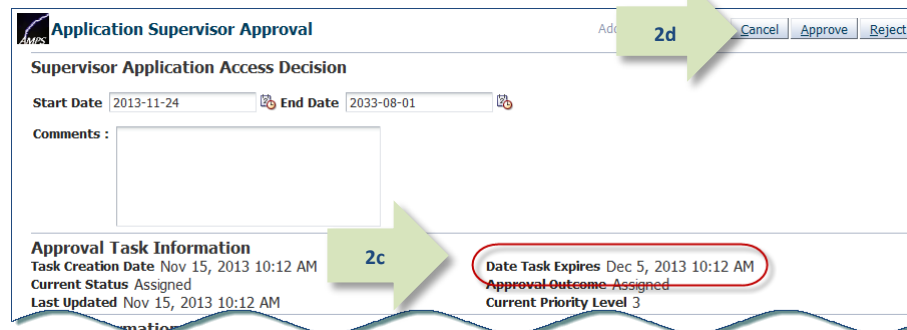 AMPS Application Supervisor Approval
2d Cancel Approve Reject
Supervisor Application Access Decision
Start Date 2013-11-24 End Date 2033-08-01
Comments :
2c
Approval Task Information
Task Creation Date Nov 15, 2013 10:12 AM Date Task Expires Dec 5, 2013 10:12 AM
Current Status Assigned Approval Outcome Assigned
Last Updated Nov 15, 2013 10:12 AM Current Priority Level 3